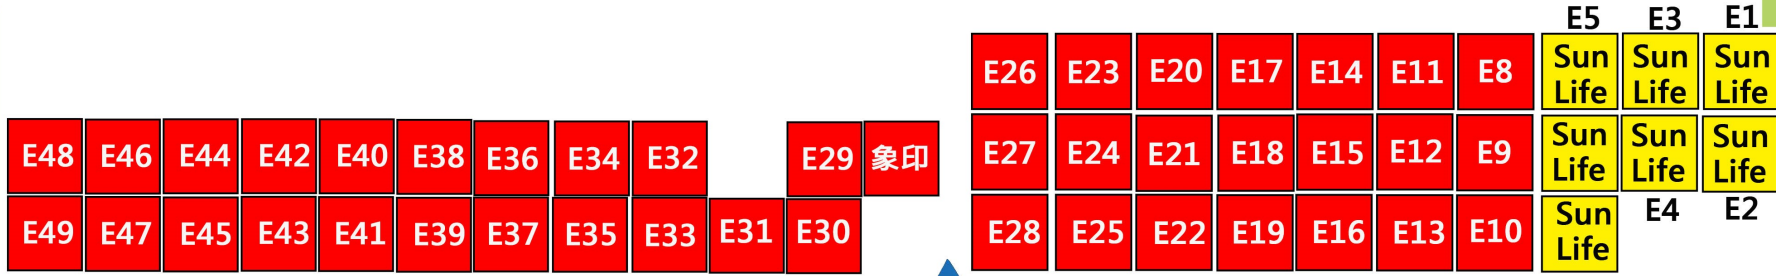 E5 E3 E1
E26 E23 E20 E17 E14 E11 E8 Sun Life Sun Life Sun Life
E48 E46 E44 E42 E40 E38 E36 E34 E32 E29 象印
E27 E24 E21 E18 E15 E12 E9 Sun Life Sun Life Sun Life
E4 E2
E49 E47 E45 E43 E41 E39 E37 E35 E33 E31 E30
E28 E25 E22 E19 E16 E13 E10 Sun Life